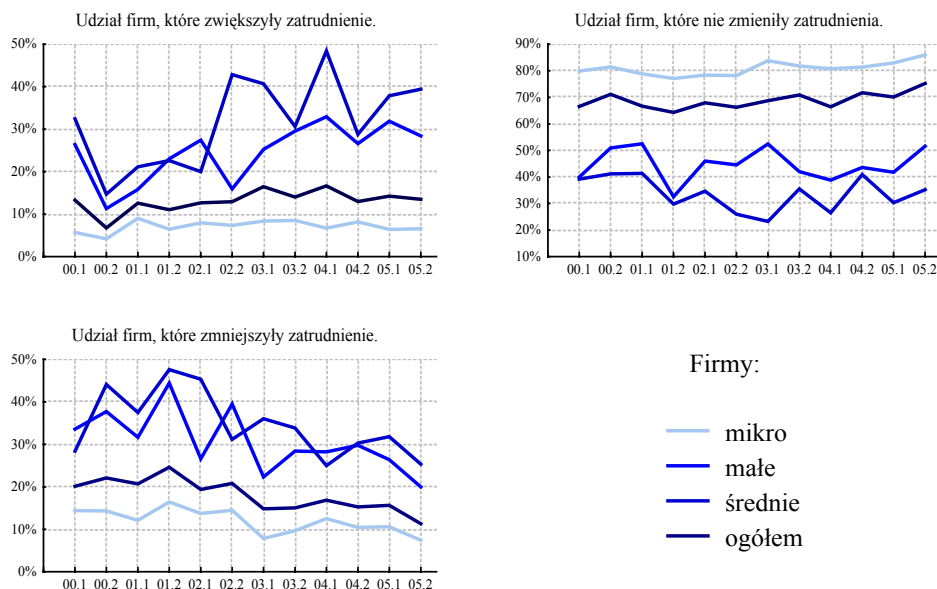 Udział firm, które zwiększyły zatrudnienie.
50%
40%
30%
20%
10%
0%
00.1 00.2 01.1 01.2 02.1 02.2 03.1 03.2 04.1 04.2 05.1 05.2
Udział firm, które nie zmieniły zatrudnienia.
90%
80%
70%
60%
50%
40%
30%
20%
10%
00.1 00.2 01.1 01.2 02.1 02.2 03.1 03.2 04.1 04.2 05.1 05.2
Udział firm, które zmniejszyły zatrudnienie.
50%
40%
30%
20%
10%
0%
00.1 00.2 01.1 01.2 02.1 02.2 03.1 03.2 04.1 04.2 05.1 05.2
Firmy:
mikro
małe
średnie
ogółem